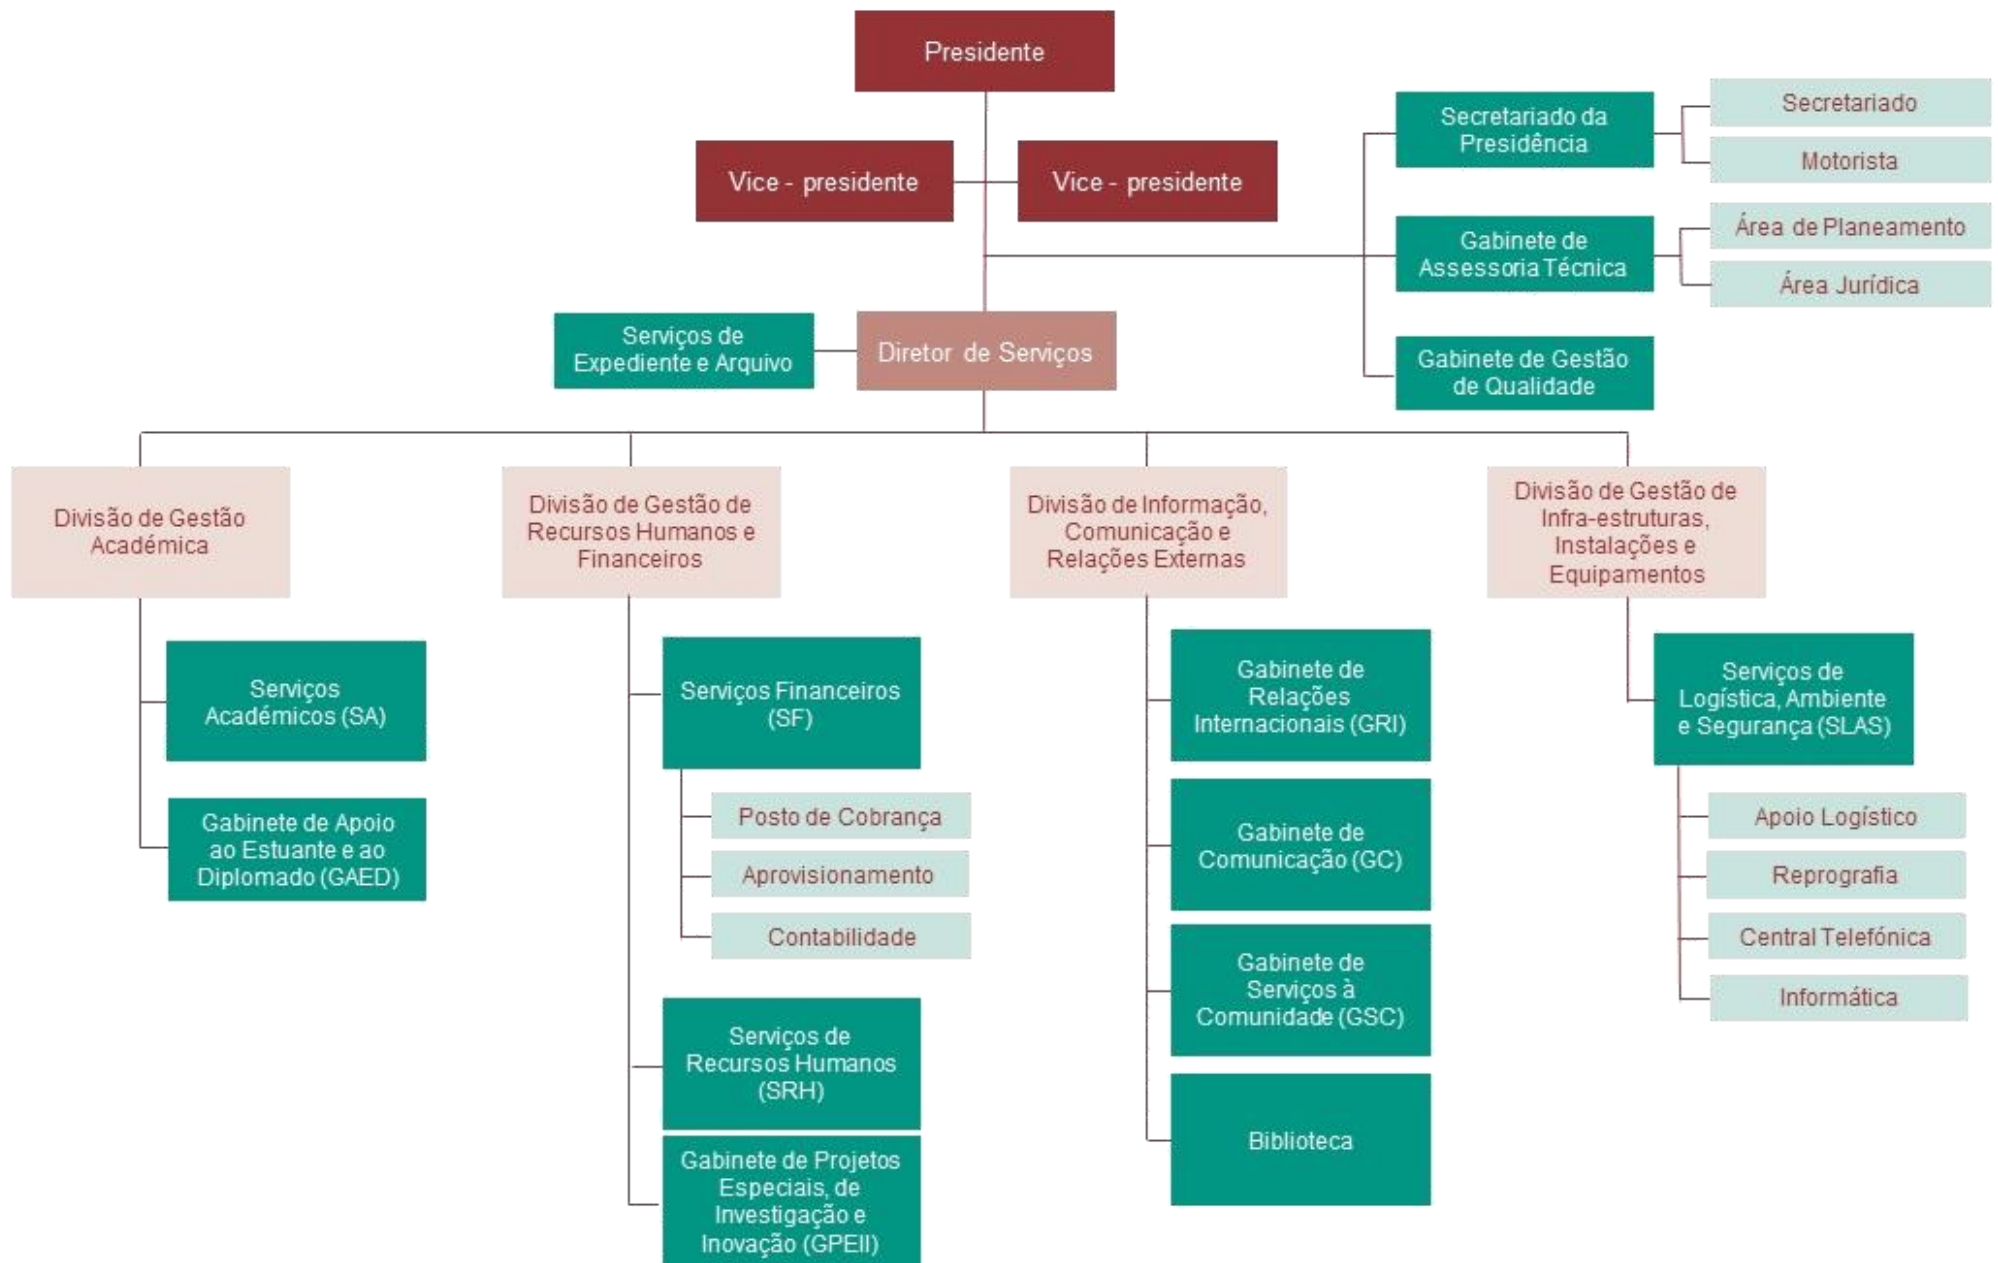 Presidente
Vice - presidente
Vice - presidente
Secretariado da
Presidência
Secretariado
Motorista
Gabinete de
Assessoria Técnica
Área de Planeamento
Área Jurídica
Gabinete de Gestão
de Qualidade
Serviços de
Expediente e Arquivo
Diretor de Serviços
Divisão de Gestão
Académica
Serviços
Académicos (SA)
Gabinete de Apoio
ao Estuante e ao
Diplomado (GAED)
Divisão de Gestão de
Recursos Humanos e
Financeiros
Serviços Financeiros
(SF)
Posto de Cobrança
Aprovisionamento
Contabilidade
Serviços de
Recursos Humanos
(SRH)
Gabinete de Projetos
Especiais, de
Investigação e
Inovação (GPEII)
Divisão de Informação,
Comunicação e
Relações Externas
Gabinete de
Relações
Internacionais (GRI)
Gabinete de
Comunicação (GC)
Gabinete de
Serviços à
Comunidade (GSC)
Biblioteca
Divisão de Gestão de
Infra-estruturas,
Instalações e
Equipamentos
Serviços de
Logística, Ambiente
e Segurança (SLAS)
Apoio Logístico
Reprografia
Central Telefónica
Informática